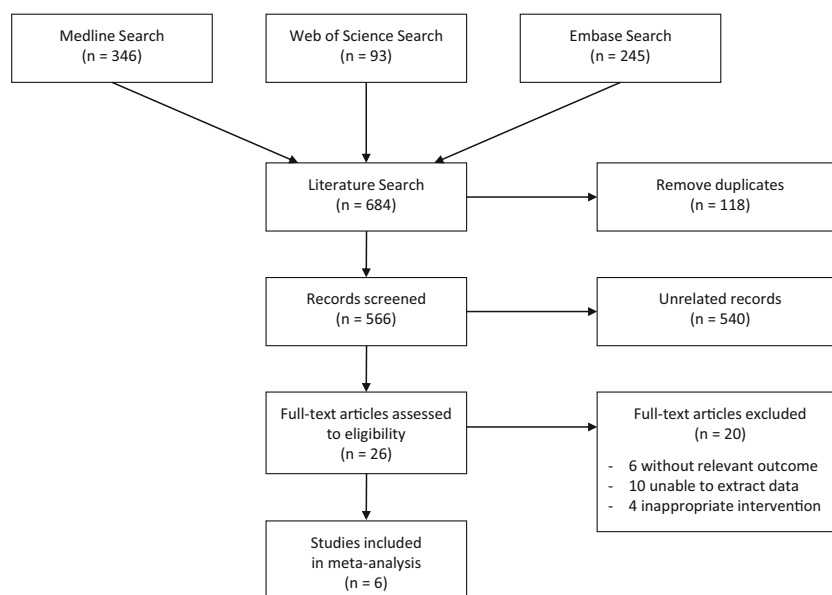 Medline Search
(n = 346)
Web of Science Search
(n = 93)
Embase Search
(n = 245)
Literature Search
(n = 684)
Remove duplicates
(n = 118)
Records screened
(n = 566)
Unrelated records
(n = 540)
Full-text articles assessed
to eligibility
(n = 26)
Full-text articles excluded
(n = 20)
- 6 without relevant outcome
- 10 unable to extract data
- 4 inappropriate intervention
Studies included
in meta-analysis
(n = 6)